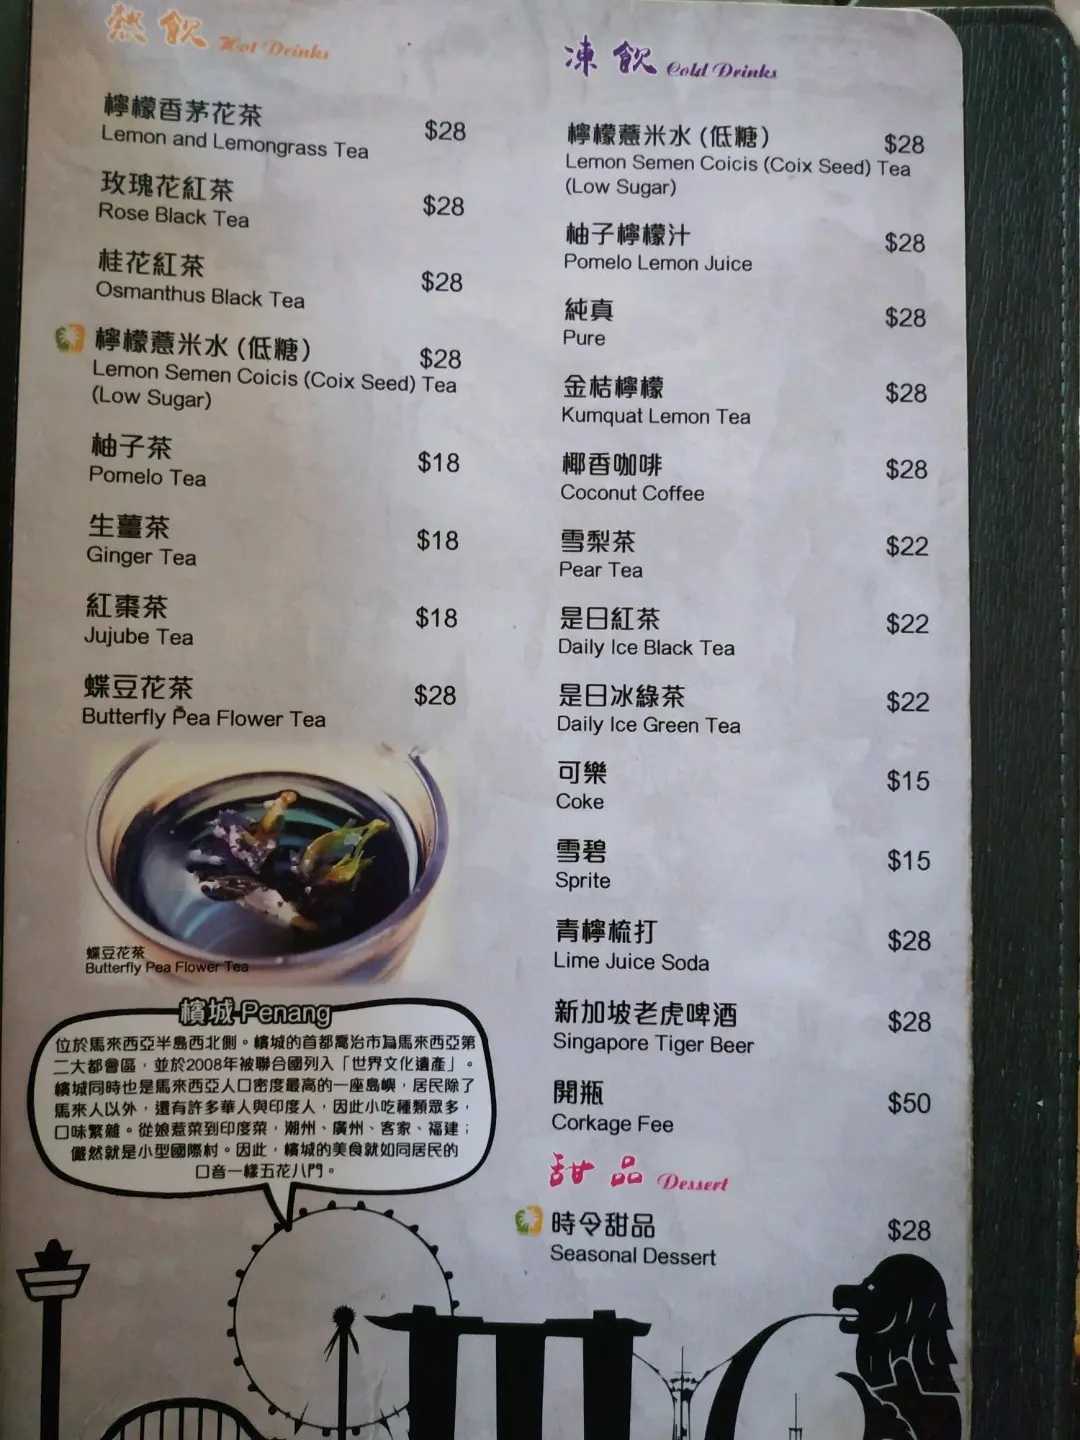 熱飲 Hot Drinks
檸檬香茅花茶 $28
Lemon and Lemongrass Tea
玫瑰花紅茶 $28
Rose Black Tea
桂花紅茶 $28
Osmanthus Black Tea
檸檬薏米水 (低糖) $28
Lemon Semen Coicis (Coix Seed) Tea
(Low Sugar)
柚子茶 $18
Pomelo Tea
生薑茶 $18
Ginger Tea
紅棗茶 $18
Jujube Tea
蝶豆花茶 $28
Butterfly Pea Flower Tea
蝶豆花茶
Butterfly Pea Flower Tea
檳城 Penang
位於馬來西亞半島西北側。檳城的首都喬治市為馬來西亞第
二大都會區，並於2008年被聯合國列入「世界文化遺產」。
檳城同時也是馬來西亞人口密度最高的一座島嶼，居民除了
馬來人以外，還有許多華人與印度人，因此小吃種類眾多，
口味繁雜。從娘惹菜到印度菜，潮州、廣州、客家、福建；
儼然就是小型國際村。因此，檳城的美食就如同居民的
口音一樣五花八門。
凍飲 Cold Drinks
檸檬薏米水 (低糖) $28
Lemon Semen Coicis (Coix Seed) Tea
(Low Sugar)
柚子檸檬汁 $28
Pomelo Lemon Juice
純真 $28
Pure
金桔檸檬 $28
Kumquat Lemon Tea
椰香咖啡 $28
Coconut Coffee
雪梨茶 $22
Pear Tea
是日紅茶 $22
Daily Ice Black Tea
是日冰綠茶 $22
Daily Ice Green Tea
可樂 $15
Coke
雪碧 $15
Sprite
青檸梳打 $28
Lime Juice Soda
新加坡老虎啤酒 $28
Singapore Tiger Beer
開瓶 $50
Corkage Fee
甜品 Dessert
時令甜品 $28
Seasonal Dessert